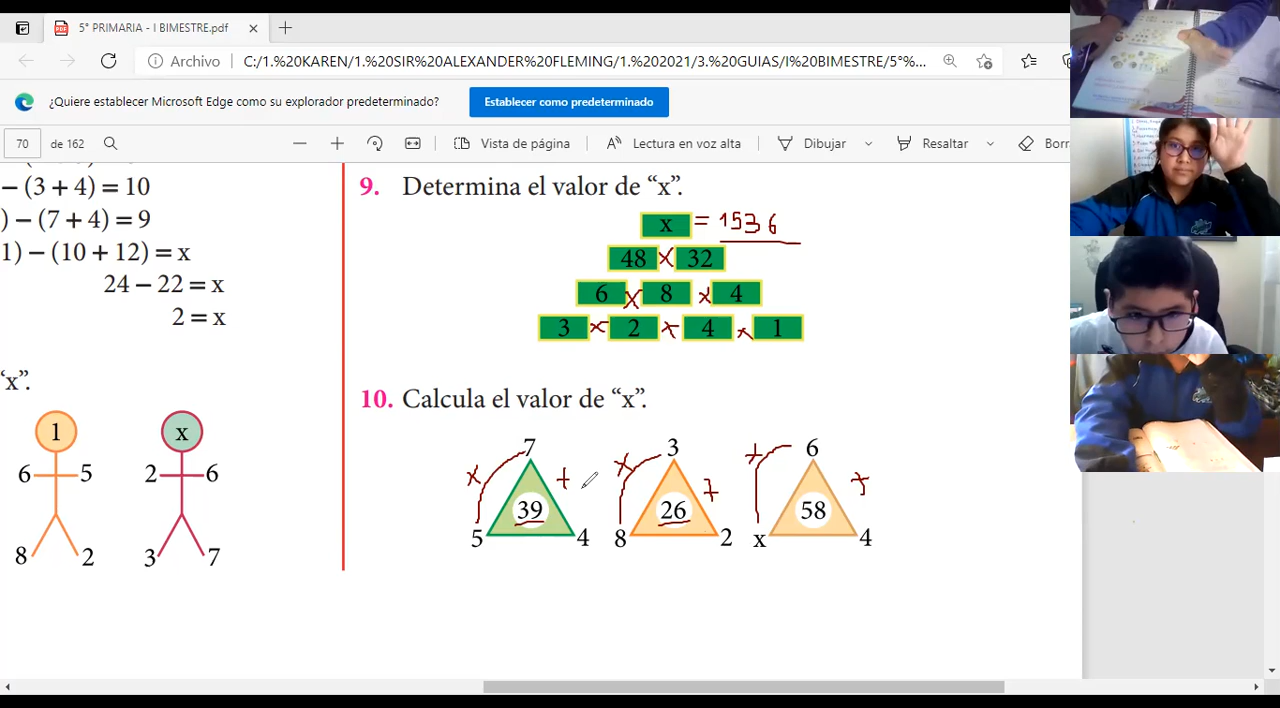 5° PRIMARIA - I BIMESTRE.pdf
Archivo
C:/1.%20KAREN/1.%20SIR%20ALEXANDER%20FLEMING/1.%202021/3.%20GUIAS/I%20BIMESTRE/5°%...
¿Quiere establecer Microsoft Edge como su explorador predeterminado?
Establecer como predeterminado
70 de 162
Vista de página
Lectura en voz alta
Dibujar
Resaltar
Borr
− (3 + 4) = 10
) − (7 + 4) = 9
1) − (10 + 12) = x
24 − 22 = x
2 = x
“x”.
1 x
6 5 2 6
8 2 3 7
9. Determina el valor de “x”.
x = 1536
48 x 32
6 x 8 x 4
3 x 2 x 4 x 1
10. Calcula el valor de “x”.
7 3 6
x + x + x +
39 26 58
5 4 8 2 x 4